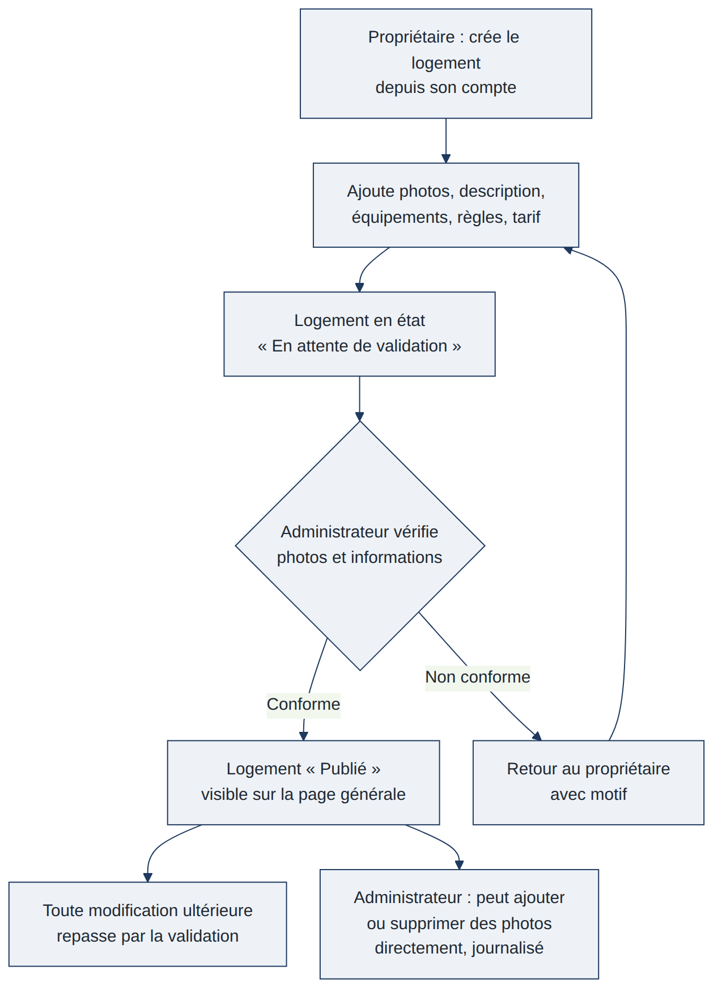 Propriétaire : crée le
logement
depuis son compte
Ajoute photos, description,
équipements, règles, tarif
Logement en état
« En attente de validation »
Administrateur vérifie
photos et informations
Non conforme
Conforme
Logement « Publié »
visible sur la page générale
Retour au propriétaire
avec motif
Toute modification ultérieure
repasse par la validation
Administrateur : peut ajouter
ou supprimer des photos
directement, journalisé